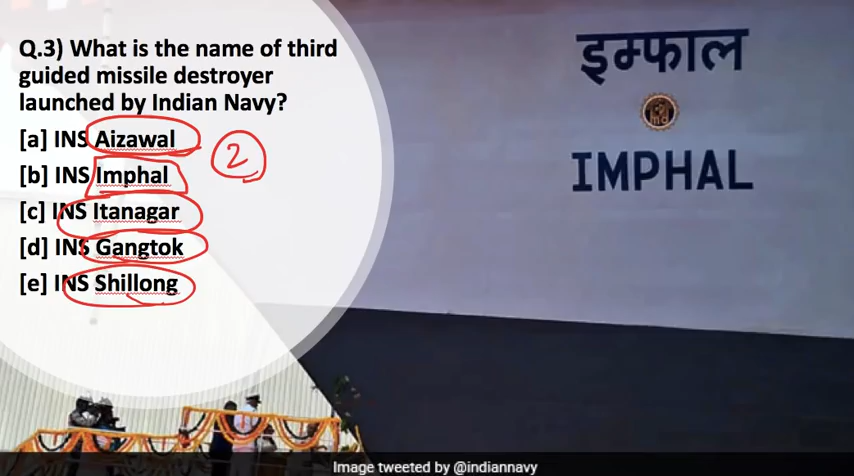 Q.3) What is the name of third
guided missile destroyer
launched by Indian Navy?
[a] INS Aizawal
[b] INS Imphal
[c] INS Itanagar
[d] INS Gangtok
[e] INS Shillong
2
इम्फाल
IMPHAL
Image tweeted by @indiannavy